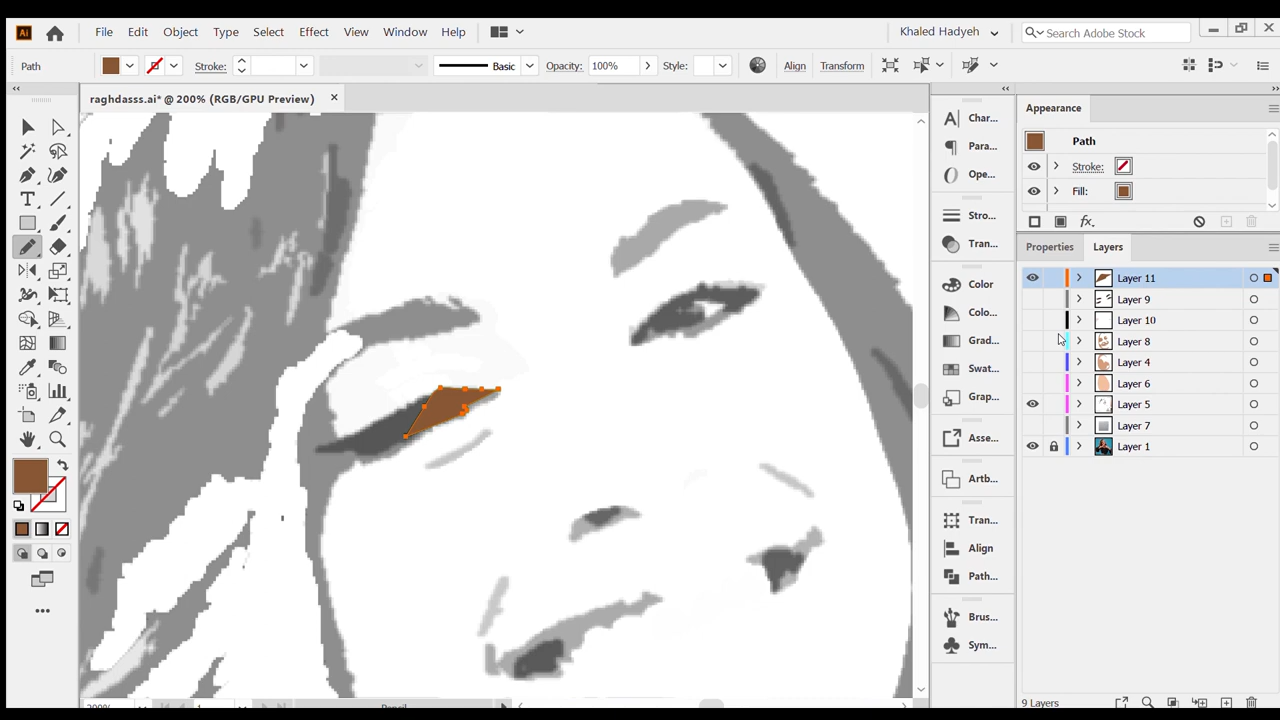 Ai File Edit Object Type Select Effect View Window Help Khaled Hadyeh Search Adobe Stock
Path Stroke: Basic Opacity: 100% Style: Align Transform
raghdasss.ai* @ 200% (RGB/GPU Preview)
Char...
Para...
Ope...
Stro...
Tran...
Color
Colo...
Grad...
Swat...
Grap...
Asse...
Artb...
Tran...
Align
Path...
Brus...
Sym...
Appearance
Path
Stroke:
Fill:
fx
Properties Layers
Layer 11
Layer 9
Layer 10
Layer 8
Layer 4
Layer 6
Layer 5
Layer 7
Layer 1
200% 1 Pencil 9 Layers